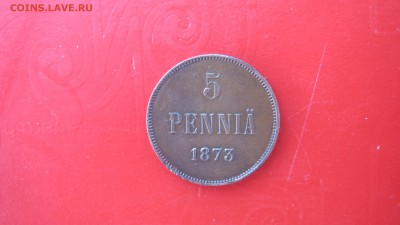 COINS.LAVE.RU
5
PENNIÄ
1873